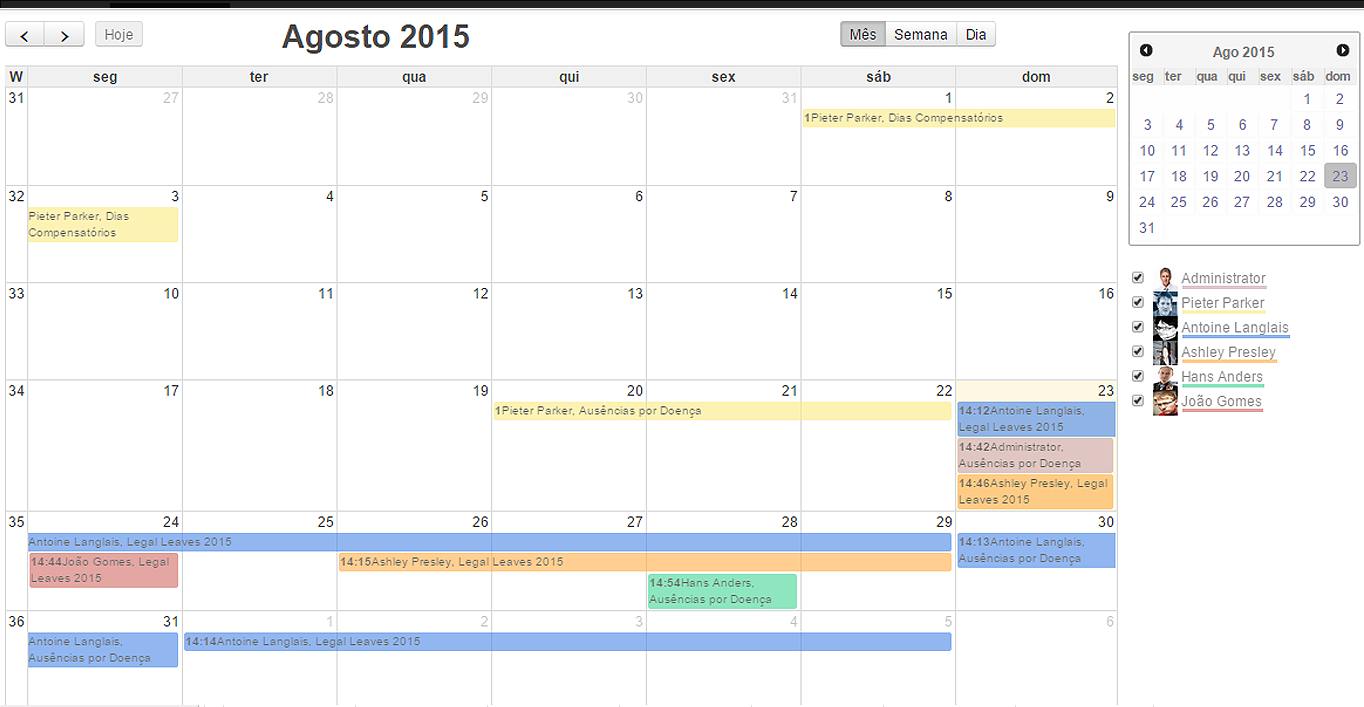 Hoje
Agosto 2015
Mês Semana Dia
W seg ter qua qui sex sáb dom
31 27 28 29 30 31 1 2
1Pieter Parker, Dias Compensatórios
32 3 4 5 6 7 8 9
Pieter Parker, Dias
Compensatórios
33 10 11 12 13 14 15 16
34 17 18 19 20 21 22 23
1Pieter Parker, Ausências por Doença
14:12Antoine Langlais,
Legal Leaves 2015
14:42Administrator,
Ausências por Doença
14:46Ashley Presley, Legal
Leaves 2015
35 24 25 26 27 28 29 30
Antoine Langlais, Legal Leaves 2015
14:13Antoine Langlais,
Ausências por Doença
14:44João Gomes, Legal
Leaves 2015
14:15Ashley Presley, Legal Leaves 2015
14:54Hans Anders,
Ausências por Doença
36 31 1 2 3 4 5 6
Antoine Langlais,
Ausências por Doença
14:14Antoine Langlais, Legal Leaves 2015
Ago 2015
seg ter qua qui sex sáb dom
1 2
3 4 5 6 7 8 9
10 11 12 13 14 15 16
17 18 19 20 21 22 23
24 25 26 27 28 29 30
31
Administrator
Pieter Parker
Antoine Langlais
Ashley Presley
Hans Anders
João Gomes